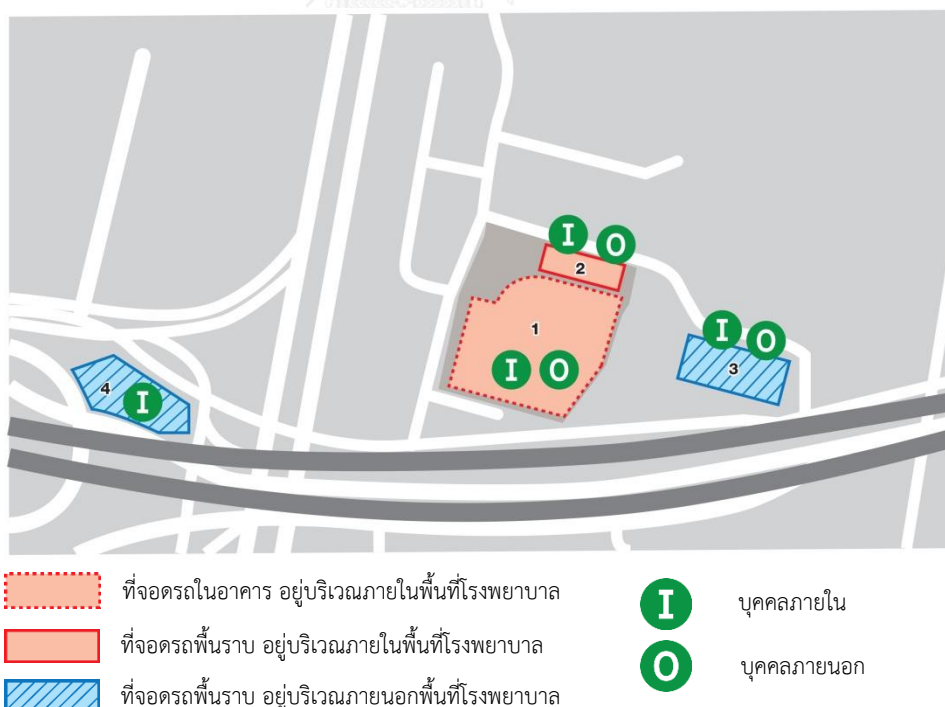 I O
2
1
I O
I O
3
4 I
ที่จอดรถในอาคาร อยู่บริเวณภายในพื้นที่โรงพยาบาล
I บุคคลภายใน
ที่จอดรถพื้นราบ อยู่บริเวณภายในพื้นที่โรงพยาบาล
O บุคคลภายนอก
ที่จอดรถพื้นราบ อยู่บริเวณภายนอกพื้นที่โรงพยาบาล